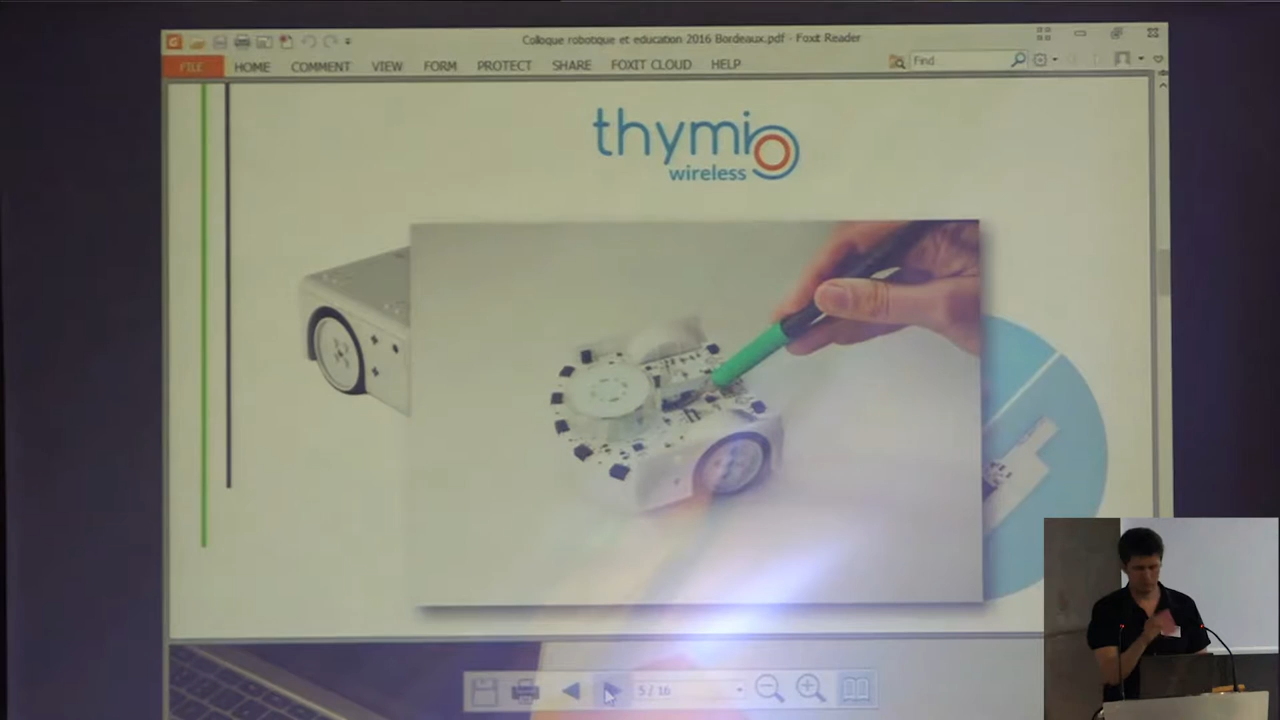 Colloque robotique et education 2016 Bordeaux.pdf - Foxit Reader
FILE HOME COMMENT VIEW FORM PROTECT SHARE FOXIT CLOUD HELP Find
thymio
wireless
5 / 16